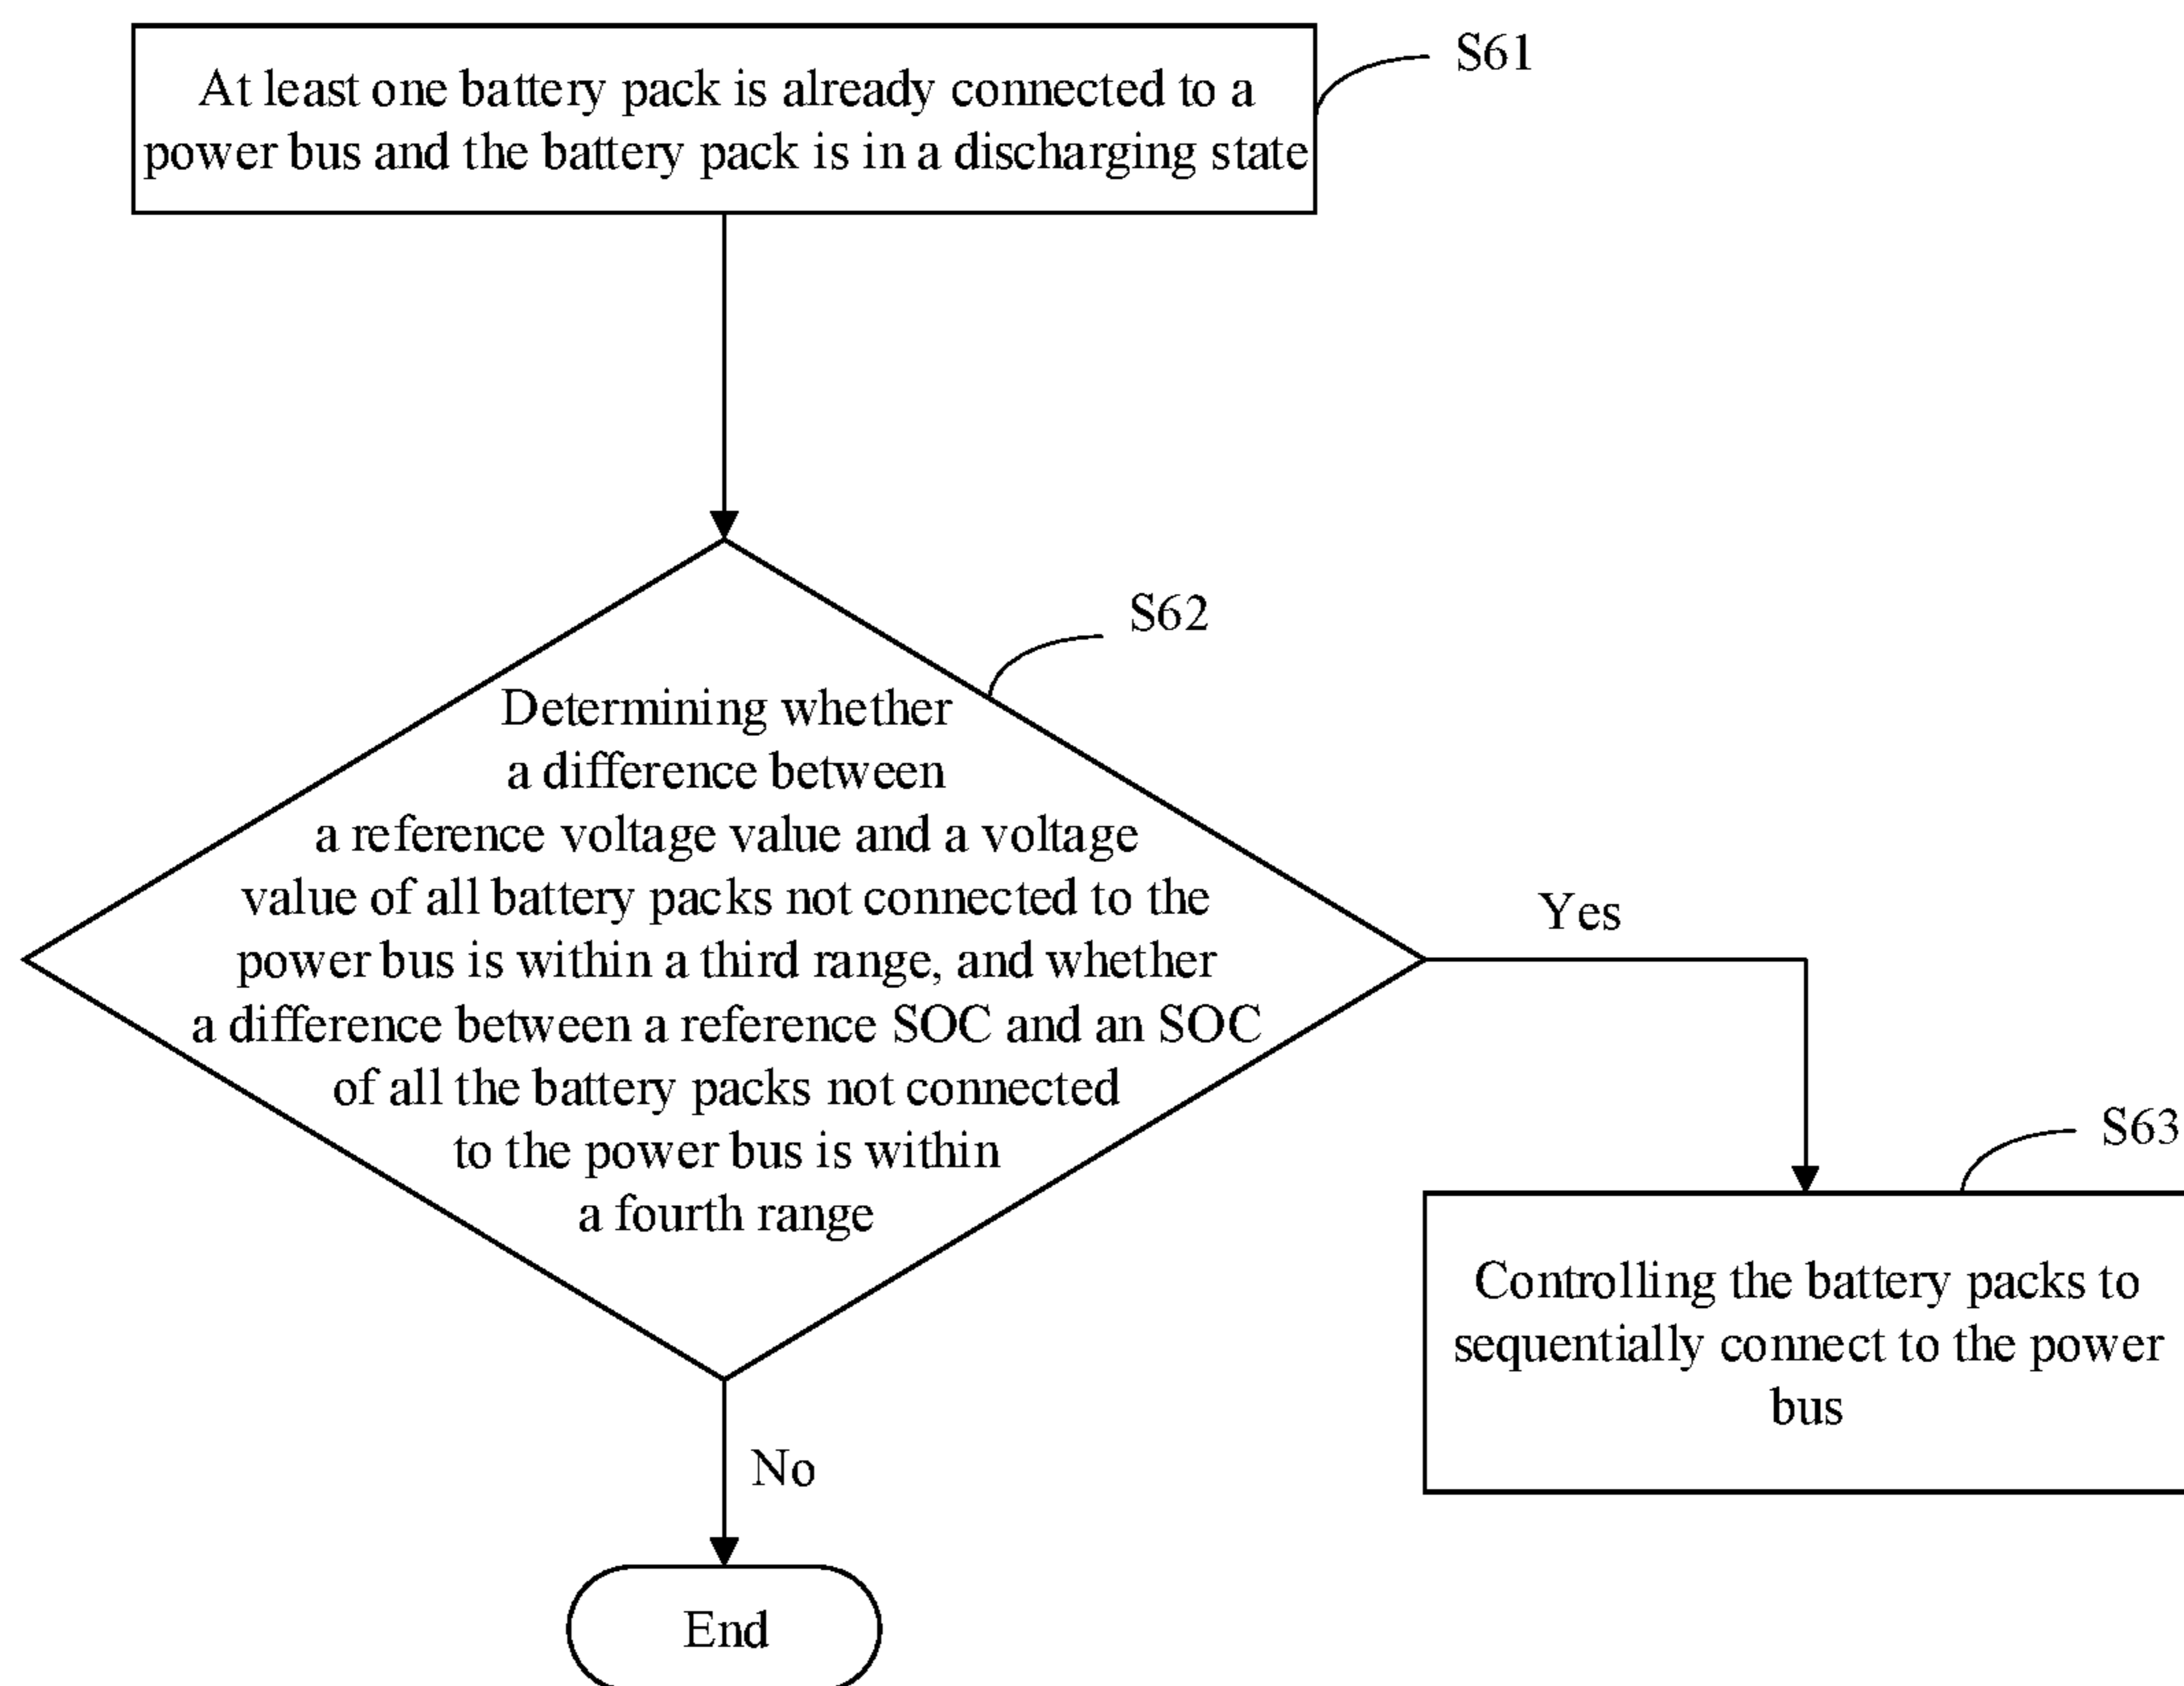 At least one battery pack is already connected to a
power bus and the battery pack is in a discharging state
S61
S62
Determining whether
a difference between
a reference voltage value and a voltage
value of all battery packs not connected to the
power bus is within a third range, and whether
a difference between a reference SOC and an SOC
of all the battery packs not connected
to the power bus is within
a fourth range
Yes
S63
Controlling the battery packs to
sequentially connect to the power
bus
No
End